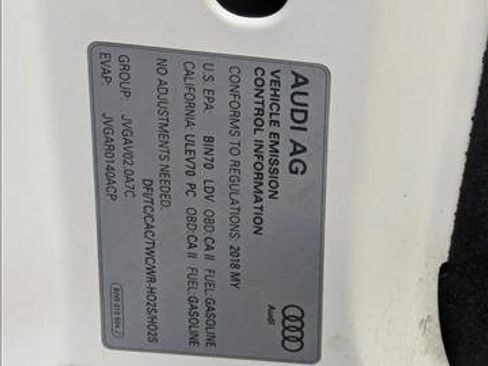 AUDI AG
Audi
VEHICLE EMISSION
CONTROL INFORMATION
CONFORMS TO REGULATIONS: 2018 MY
U.S. EPA: BIN70 LDV OBD:CA II FUEL:GASOLINE
CALIFORNIA: ULEV70 PC OBD:CA II FUEL:GASOLINE
NO ADJUSTMENTS NEEDED.
DFI/TC/CAC/TWC/WR-HO2S/HO2S
GROUP: JVGAV02.0A7C
EVAP: JVGAR0140ACP